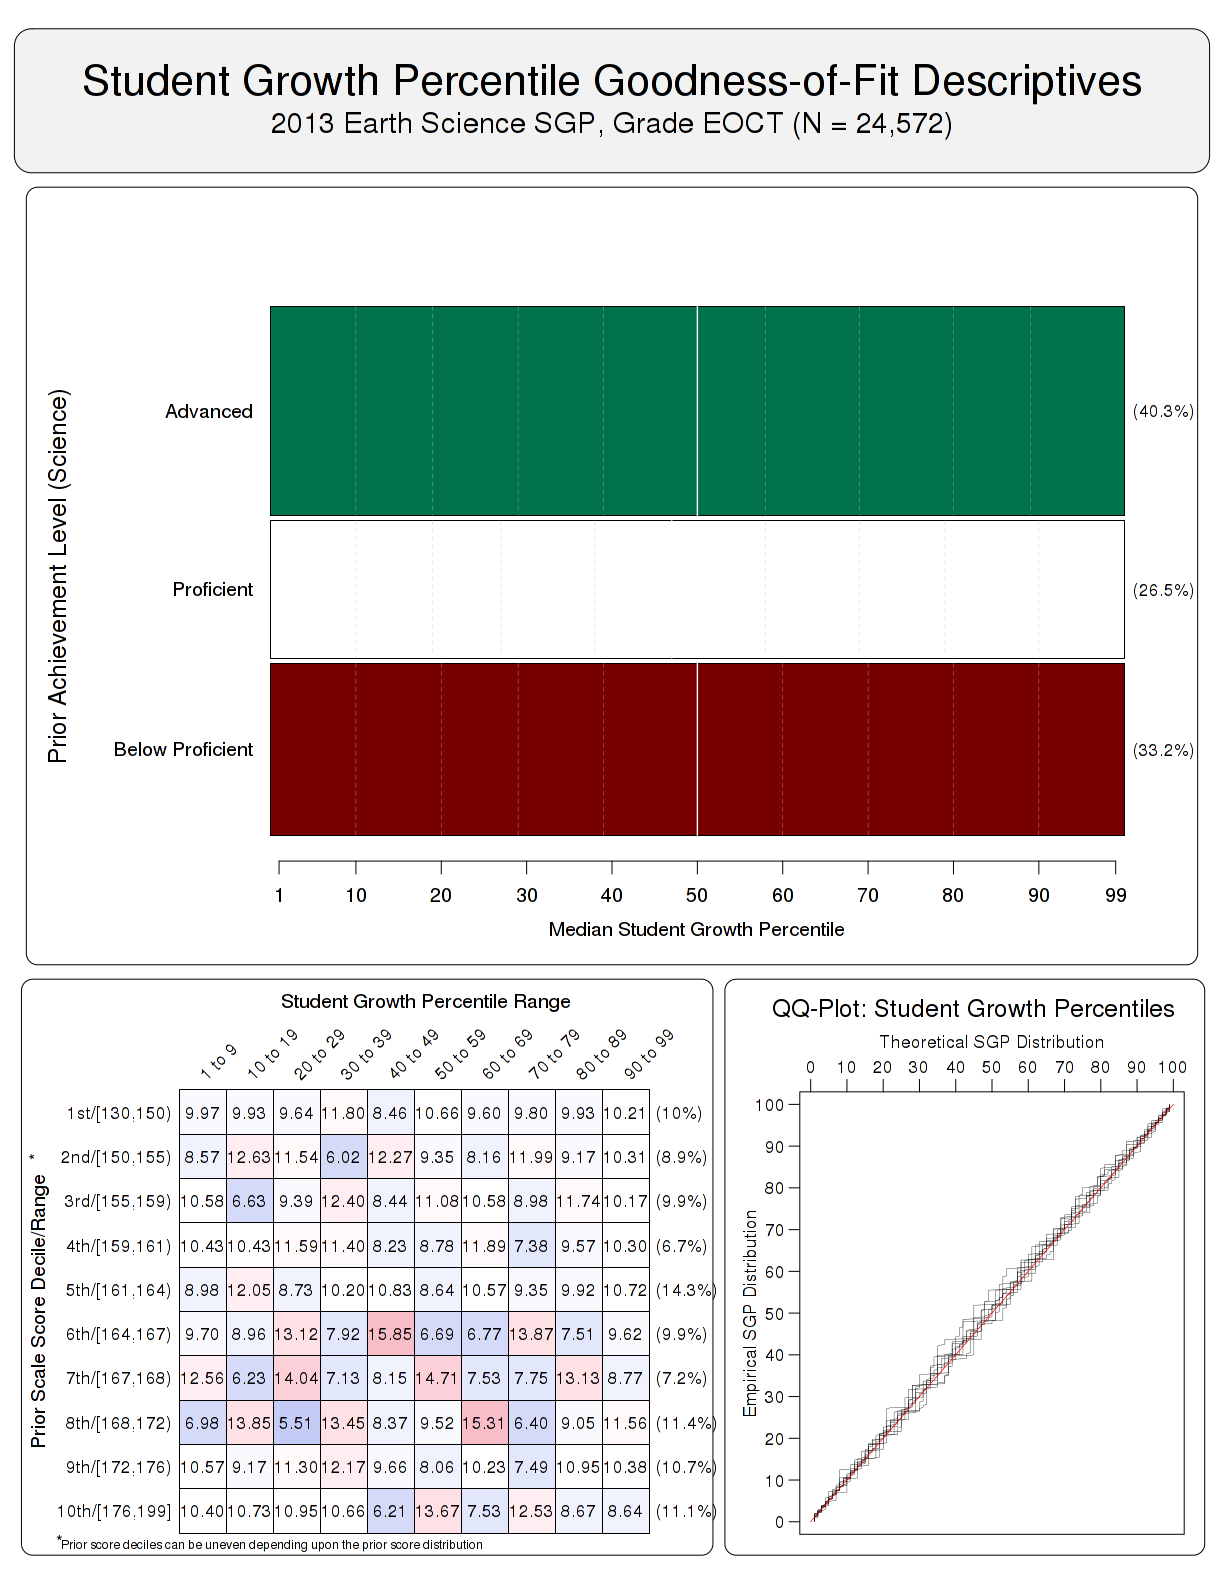 Student Growth Percentile Goodness-of-Fit Descriptives
2013 Earth Science SGP, Grade EOCT (N = 24,572)
Prior Achievement Level (Science)
Advanced (40.3%)
Proficient (26.5%)
Below Proficient (33.2%)
1 10 20 30 40 50 60 70 80 90 99
Median Student Growth Percentile
Student Growth Percentile Range
1 to 9 10 to 19 20 to 29 30 to 39 40 to 49 50 to 59 60 to 69 70 to 79 80 to 89 90 to 99
Prior Scale Score Decile/Range *
1st/[130,150) 9.97 9.93 9.64 11.80 8.46 10.66 9.60 9.80 9.93 10.21 (10%)
2nd/[150,155) 8.57 12.63 11.54 6.02 12.27 9.35 8.16 11.99 9.17 10.31 (8.9%)
3rd/[155,159) 10.58 6.63 9.39 12.40 8.44 11.08 10.58 8.98 11.74 10.17 (9.9%)
4th/[159,161) 10.43 10.43 11.59 11.40 8.23 8.78 11.89 7.38 9.57 10.30 (6.7%)
5th/[161,164) 8.98 12.05 8.73 10.20 10.83 8.64 10.57 9.35 9.92 10.72 (14.3%)
6th/[164,167) 9.70 8.96 13.12 7.92 15.85 6.69 6.77 13.87 7.51 9.62 (9.9%)
7th/[167,168) 12.56 6.23 14.04 7.13 8.15 14.71 7.53 7.75 13.13 8.77 (7.2%)
8th/[168,172) 6.98 13.85 5.51 13.45 8.37 9.52 15.31 6.40 9.05 11.56 (11.4%)
9th/[172,176) 10.57 9.17 11.30 12.17 9.66 8.06 10.23 7.49 10.95 10.38 (10.7%)
10th/[176,199] 10.40 10.73 10.95 10.66 6.21 13.67 7.53 12.53 8.67 8.64 (11.1%)
*Prior score deciles can be uneven depending upon the prior score distribution
QQ-Plot: Student Growth Percentiles
Theoretical SGP Distribution
0 10 20 30 40 50 60 70 80 90 100
Empirical SGP Distribution
100
90
80
70
60
50
40
30
20
10
0